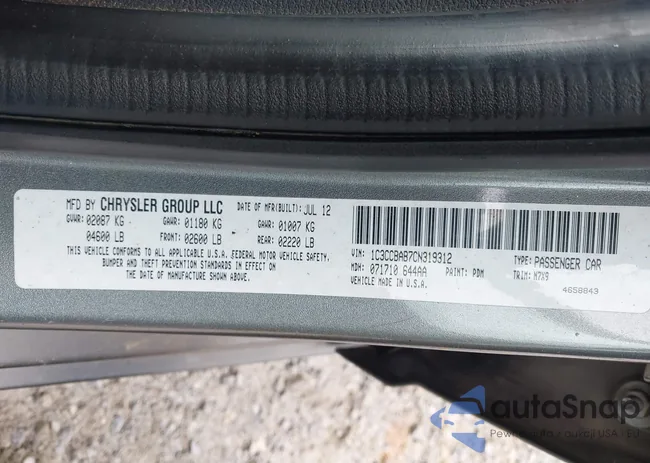 MFD BY CHRYSLER GROUP LLC DATE OF MFR(BUILT): JUL 12
GVWR: 02087 KG GAWR: 01180 KG GAWR: 01007 KG
04600 LB FRONT: 02600 LB REAR: 02220 LB
THIS VEHICLE CONFORMS TO ALL APPLICABLE U.S.A. FEDERAL MOTOR VEHICLE SAFETY,
BUMPER AND THEFT PREVENTION STANDARDS IN EFFECT ON
THE DATE OF MANUFACTURE SHOWN ABOVE.
VIN: 1C3CCBAB7CN319312 TYPE: PASSENGER CAR
MDH: 071710 644AA PAINT: PDM TRIM: M7X9
VEHICLE MADE IN U.S.A. 4658843
autoSnap